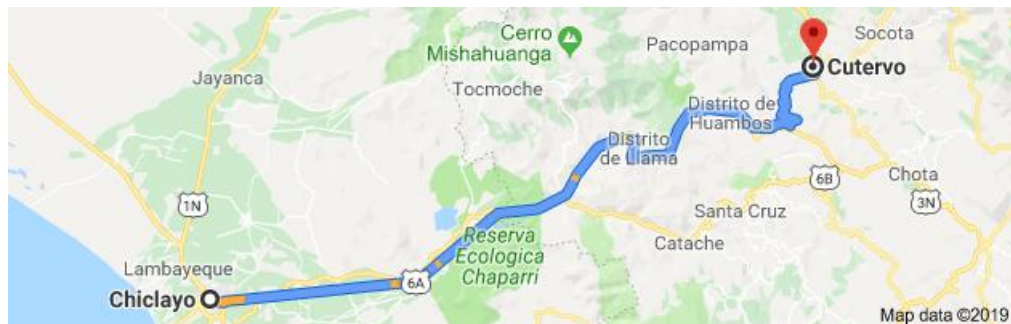 Cerro
Mishahuanga
Pacopampa
Socota
Cutervo
Jayanca
Tocmoche
Distrito de
Huambos
Distrito
de Llama
6B
Chota
1N
3N
Santa Cruz
Reserva
Ecologica
Chaparri
Catache
Lambayeque
6A
Chiclayo
Map data ©2019